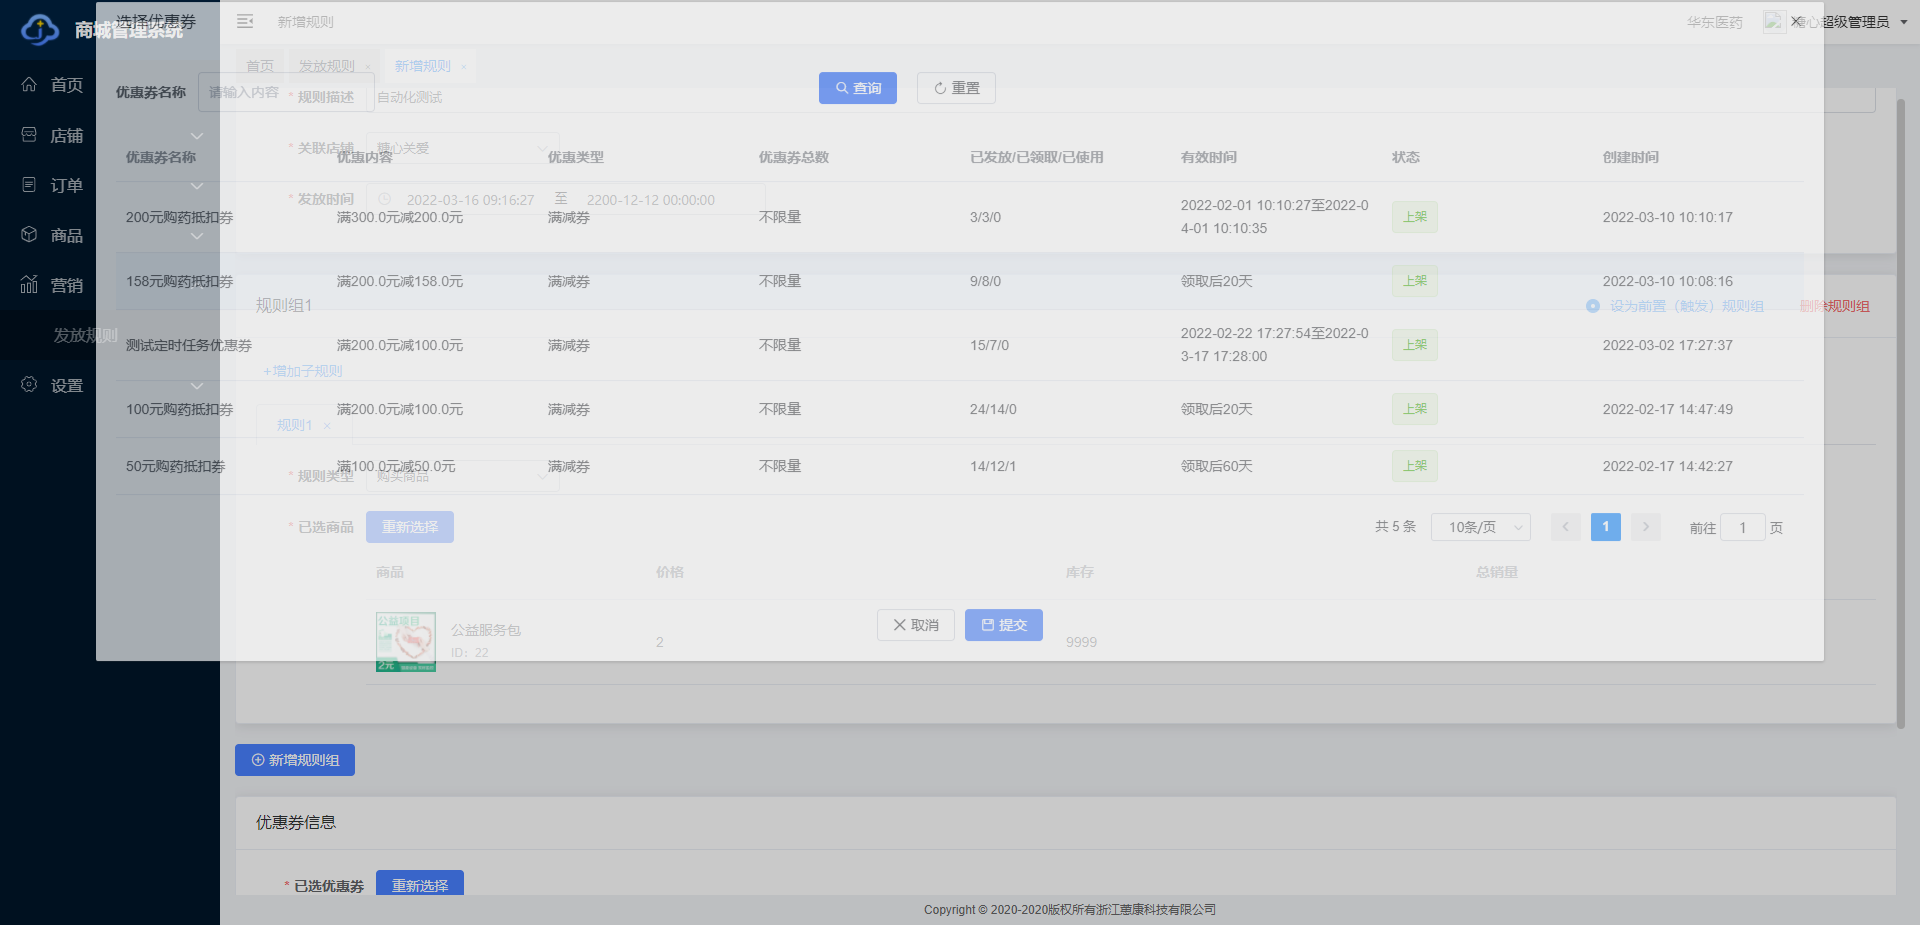 商城管理系统
首页
店铺
订单
商品
营销
发放规则
设置
新增规则
华东医药
糖心超级管理员
首页
发放规则 ×
新增规则 ×
* 规则描述 自动化测试
* 关联店铺 糖心关爱
* 发放时间 2022-03-16 09:16:27 至 2200-12-12 00:00:00
规则组1
设为前置（触发）规则组 删除规则组
+增加子规则
规则1 ×
* 规则类型 购买商品
* 已选商品 重新选择
商品 价格 库存 总销量
公益项目
2元
公益服务包 2 9999
ID: 22
新增规则组
优惠券信息
* 已选优惠券 重新选择
Copyright © 2020-2020版权所有浙江蕙康科技有限公司
选择优惠券
优惠券名称 请输入内容 查询 重置
优惠券名称 优惠内容 优惠类型 优惠券总数 已发放/已领取/已使用 有效时间 状态 创建时间
200元购药抵扣券 满300.0元减200.0元 满减券 不限量 3/3/0 2022-02-01 10:10:27至2022-0
4-01 10:10:35 上架 2022-03-10 10:10:17
158元购药抵扣券 满200.0元减158.0元 满减券 不限量 9/8/0 领取后20天 上架 2022-03-10 10:08:16
测试定时任务优惠券 满200.0元减100.0元 满减券 不限量 15/7/0 2022-02-22 17:27:54至2022-0
3-17 17:28:00 上架 2022-03-02 17:27:37
100元购药抵扣券 满200.0元减100.0元 满减券 不限量 24/14/0 领取后20天 上架 2022-02-17 14:47:49
50元购药抵扣券 满100.0元减50.0元 满减券 不限量 14/12/1 领取后60天 上架 2022-02-17 14:42:27
共 5 条 10条/页 1 前往 1 页
取消 提交